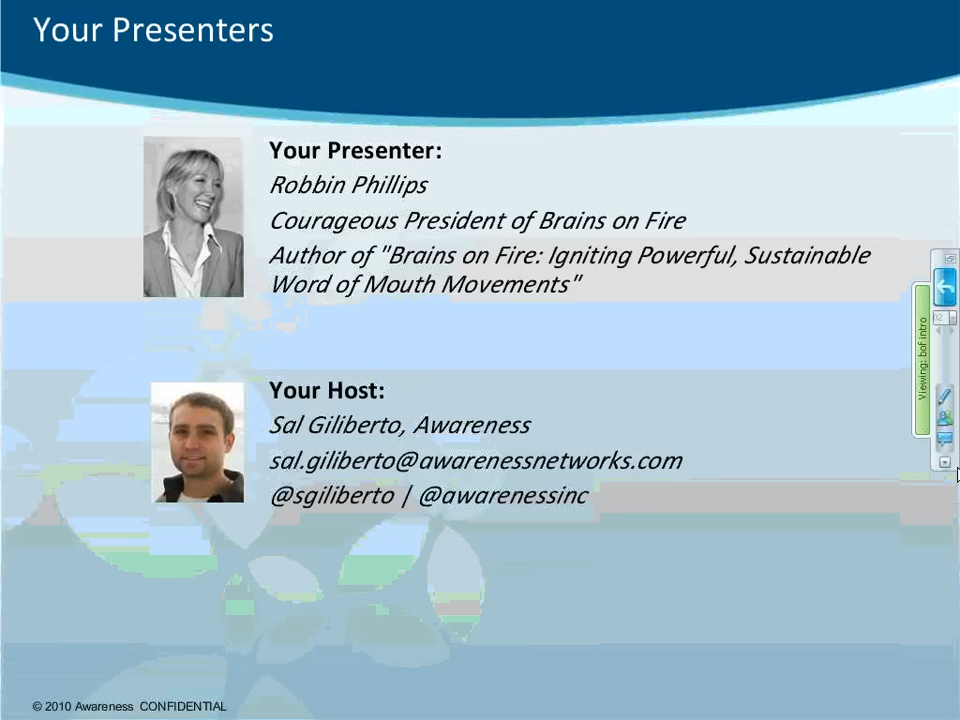 Your Presenters
Your Presenter:
Robbin Phillips
Courageous President of Brains on Fire
Author of "Brains on Fire: Igniting Powerful, Sustainable
Word of Mouth Movements"
Viewing: bof intro
Your Host:
Sal Giliberto, Awareness
sal.giliberto@awarenessnetworks.com
@sgiliberto | @awarenessinc
© 2010 Awareness CONFIDENTIAL